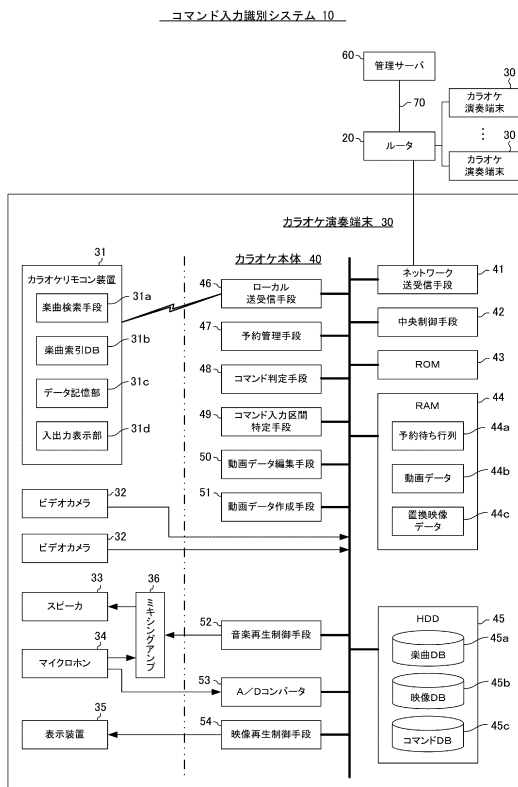 コマンド入力識別システム 10
60
管理サーバ
30
カラオケ
演奏端末
70
20
ルータ
⋮
30
カラオケ
演奏端末
カラオケ演奏端末 30
31
カラオケリモコン装置
楽曲検索手段
31a
楽曲索引DB
31b
データ記憶部
31c
入出力表示部
31d
カラオケ本体 40
46
ローカル
送受信手段
47
予約管理手段
48
コマンド判定手段
49
コマンド入力区間
特定手段
50
動画データ編集手段
51
動画データ作成手段
ネットワーク
送受信手段
41
中央制御手段
42
ROM
43
RAM
44
予約待ち行列
44a
動画データ
44b
置換映像
データ
44c
ビデオカメラ
32
ビデオカメラ
32
33
スピーカ
34
マイクロホン
36
ミキシングアンプ
52
音楽再生制御手段
53
A/Dコンバータ
35
表示装置
54
映像再生制御手段
HDD
45
楽曲DB
45a
映像DB
45b
コマンドDB
45c